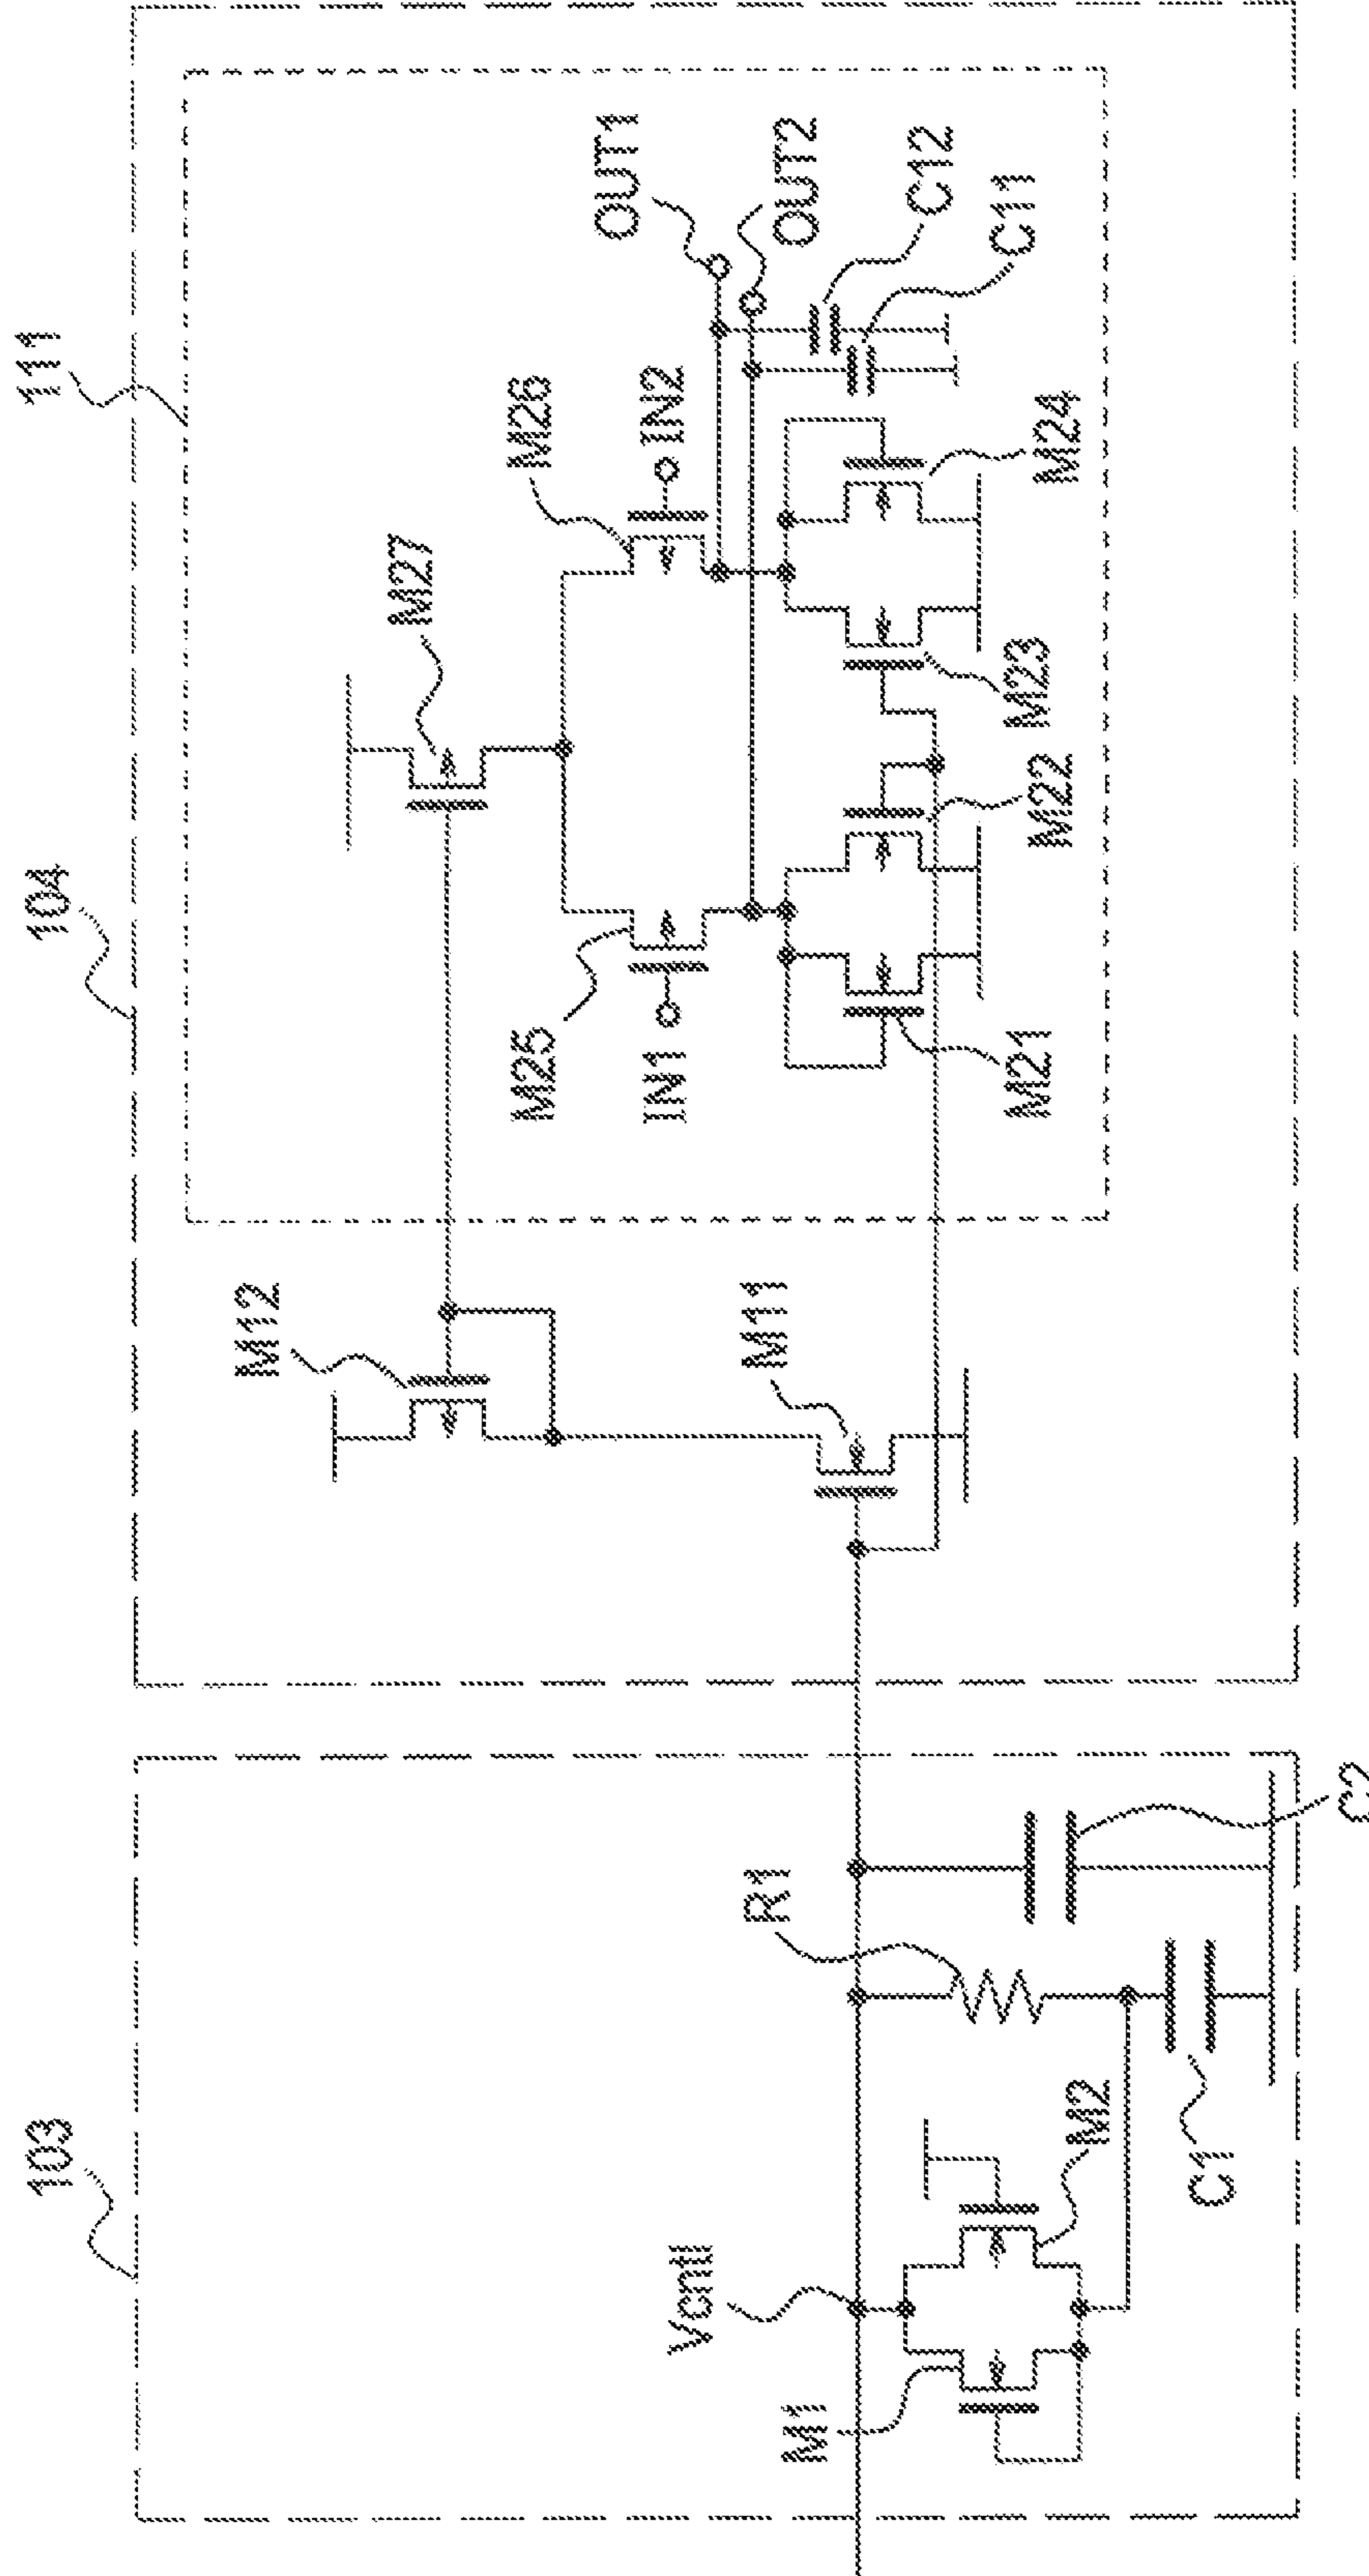 103
104
111
Vcntl
M1
M2
R1
C1
C2
M12
M11
M27
M25
M26
IN1
IN2
OUT1
OUT2
C12
C11
M21
M22
M23
M24